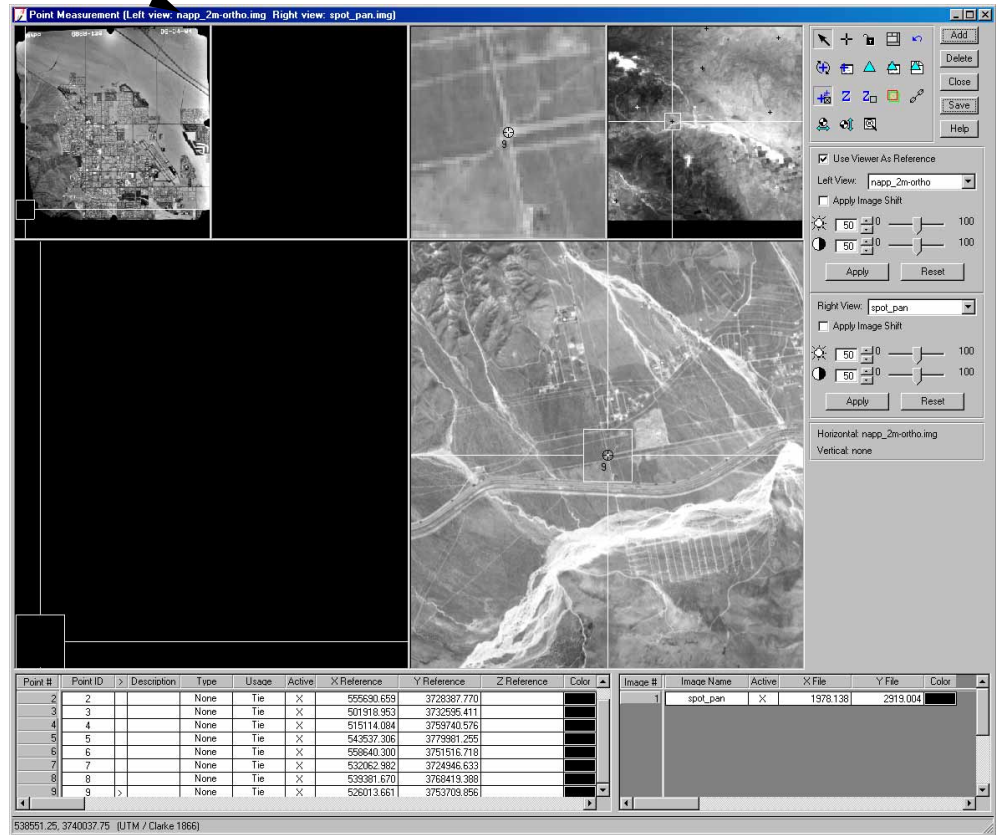 Point Measurement (Left view: napp_2m-ortho.img Right view: spot_pan.img)
9
9
Add
Delete
Close
Save
Help
Use Viewer As Reference
Left View: napp_2m-ortho
Apply Image Shift
50 0 100
50 0 100
Apply Reset
Right View: spot_pan
Apply Image Shift
50 0 100
50 0 100
Apply Reset
Horizontal: napp_2m-ortho.img
Vertical: none
Point # Point ID > Description Type Usage Active X Reference Y Reference Z Reference Color
2 2 None Tie X 555690.659 3728387.770
3 3 None Tie X 501918.953 3732595.411
4 4 None Tie X 515114.084 3759740.576
5 5 None Tie X 543537.306 3779981.255
6 6 None Tie X 558640.300 3751516.718
7 7 None Tie X 532062.982 3724946.633
8 8 None Tie X 539381.670 3768419.388
9 9 > None Tie X 526013.661 3753709.856
Image # Image Name Active X File Y File Color
1 spot_pan X 1978.138 2919.004
538551.25, 3740037.75 (UTM / Clarke 1866)